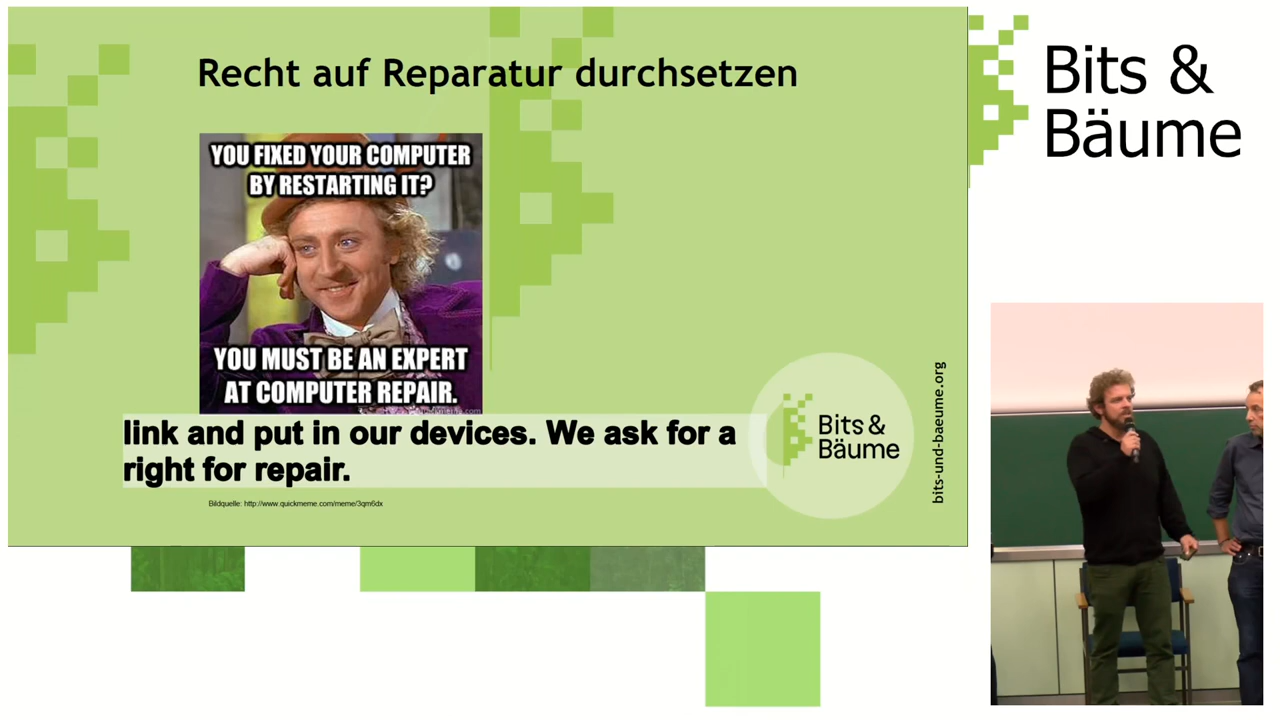 Recht auf Reparatur durchsetzen
YOU FIXED YOUR COMPUTER
BY RESTARTING IT?
YOU MUST BE AN EXPERT
AT COMPUTER REPAIR.
link and put in our devices. We ask for a
right for repair.
Bildquelle: http://www.quickmeme.com/meme/3qm6dx
Bits &
Bäume
bits-und-baeume.org
Bits &
Bäume